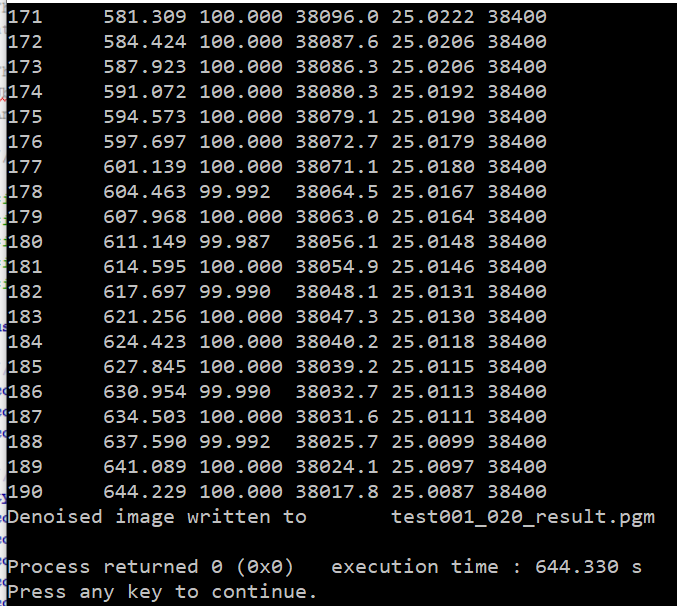 171 581.309 100.000 38096.0 25.0222 38400
172 584.424 100.000 38087.6 25.0206 38400
173 587.923 100.000 38086.3 25.0206 38400
174 591.072 100.000 38080.3 25.0192 38400
175 594.573 100.000 38079.1 25.0190 38400
176 597.697 100.000 38072.7 25.0179 38400
177 601.139 100.000 38071.1 25.0180 38400
178 604.463 99.992 38064.5 25.0167 38400
179 607.968 100.000 38063.0 25.0164 38400
180 611.149 99.987 38056.1 25.0148 38400
181 614.595 100.000 38054.9 25.0146 38400
182 617.697 99.990 38048.1 25.0131 38400
183 621.256 100.000 38047.3 25.0130 38400
184 624.423 100.000 38040.2 25.0118 38400
185 627.845 100.000 38039.2 25.0115 38400
186 630.954 99.990 38032.7 25.0113 38400
187 634.503 100.000 38031.6 25.0111 38400
188 637.590 99.992 38025.7 25.0099 38400
189 641.089 100.000 38024.1 25.0097 38400
190 644.229 100.000 38017.8 25.0087 38400
Denoised image written to test001_020_result.pgm
Process returned 0 (0x0) execution time : 644.330 s
Press any key to continue.